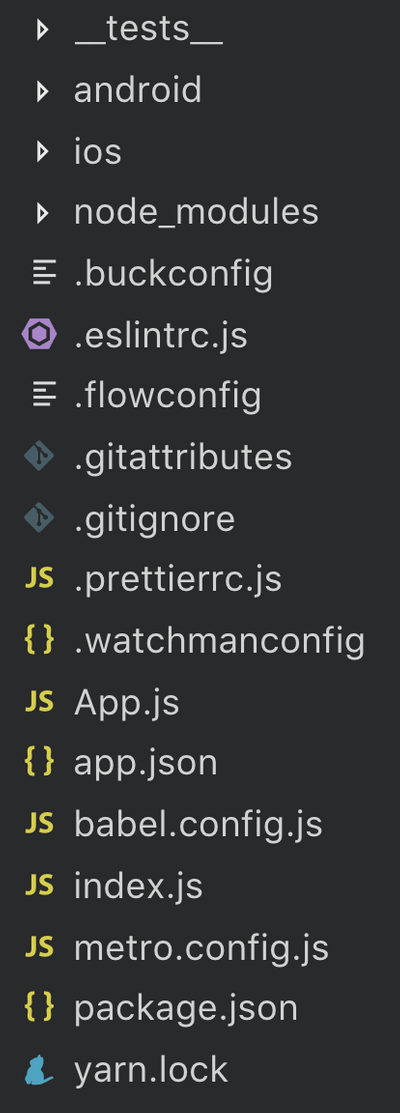 __tests__
android
ios
node_modules
.buckconfig
.eslintrc.js
.flowconfig
.gitattributes
.gitignore
JS .prettierrc.js
{ } .watchmanconfig
JS App.js
{ } app.json
JS babel.config.js
JS index.js
JS metro.config.js
{ } package.json
yarn.lock